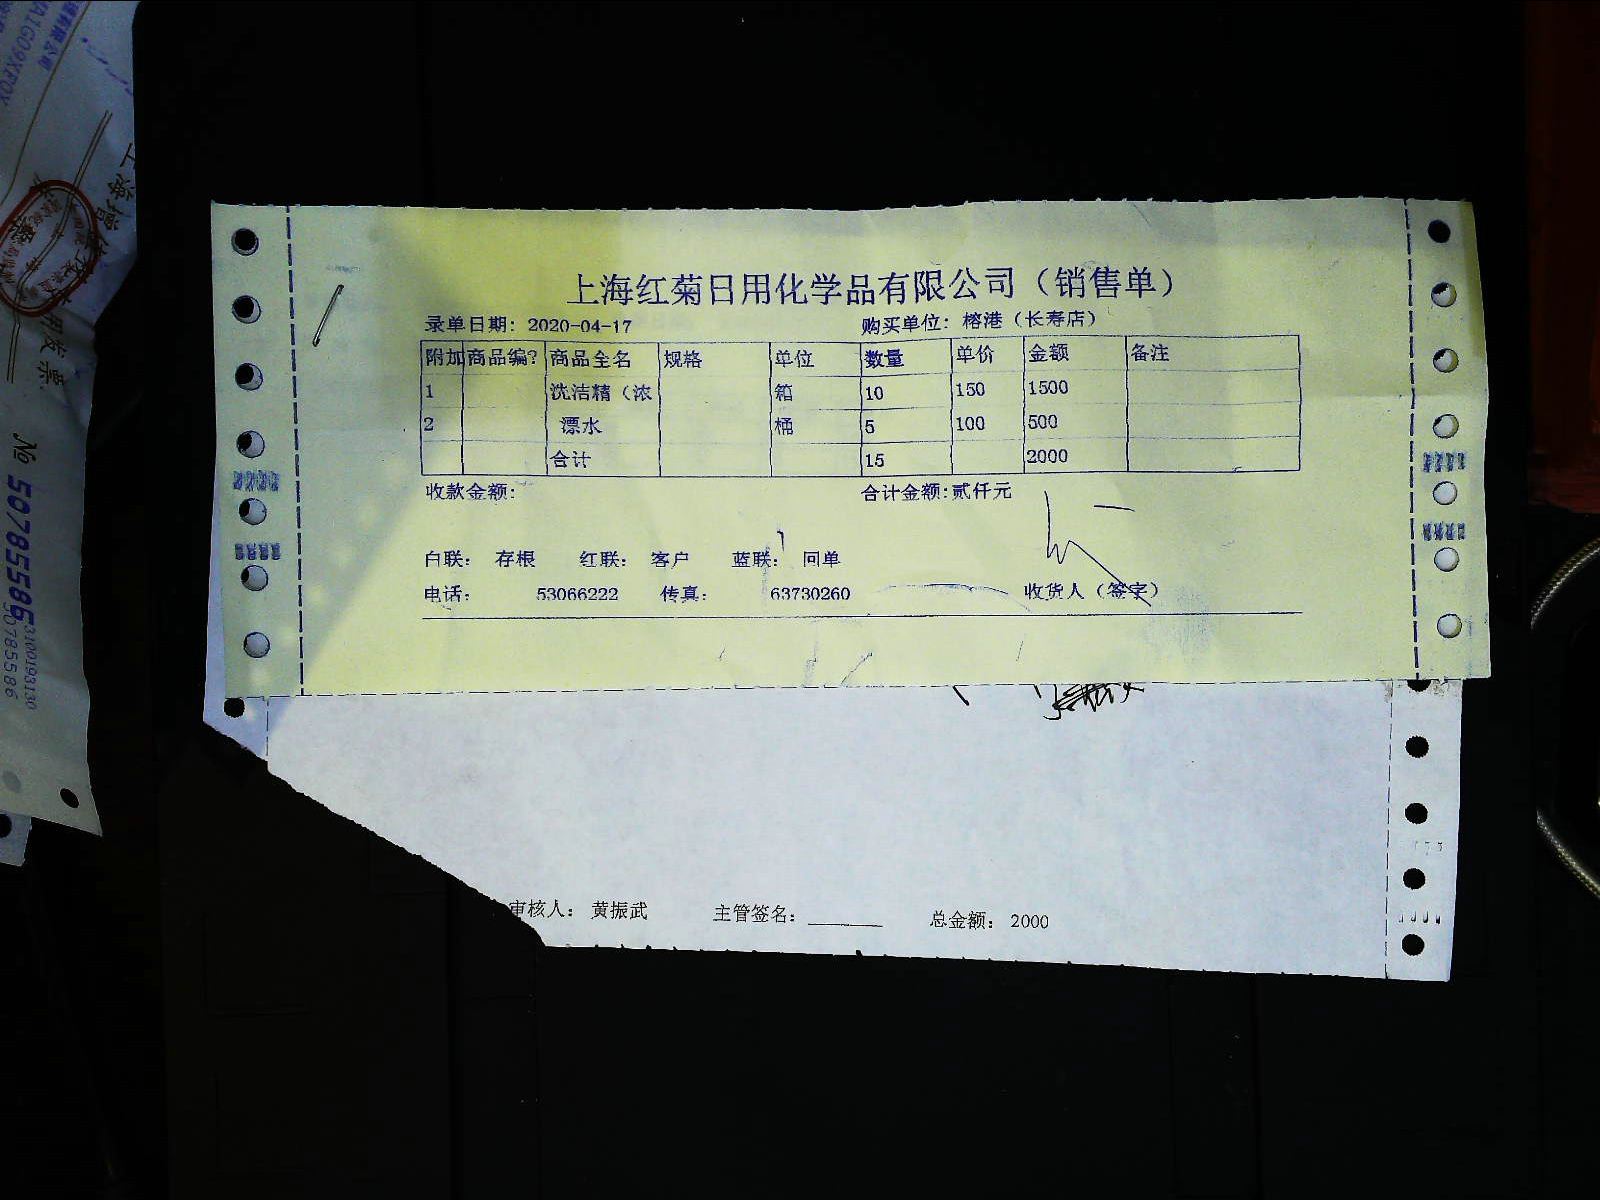 上海红菊日用化学品有限公司（销售单）
录单日期: 2020-04-17 购买单位: 榕港（长寿店）
附加 商品编? 商品全名 规格 单位 数量 单价 金额 备注
1 洗洁精（浓 箱 10 150 1500
2 漂水 桶 5 100 500
合计 15 2000
收款金额: 合计金额: 贰仟元
白联: 存根 红联: 客户 蓝联: 回单
电话: 53066222 传真: 63730260 收货人（签字）
审核人: 黄振武 主管签名: ______ 总金额: 2000
№ 50785586
3100193130
50785586